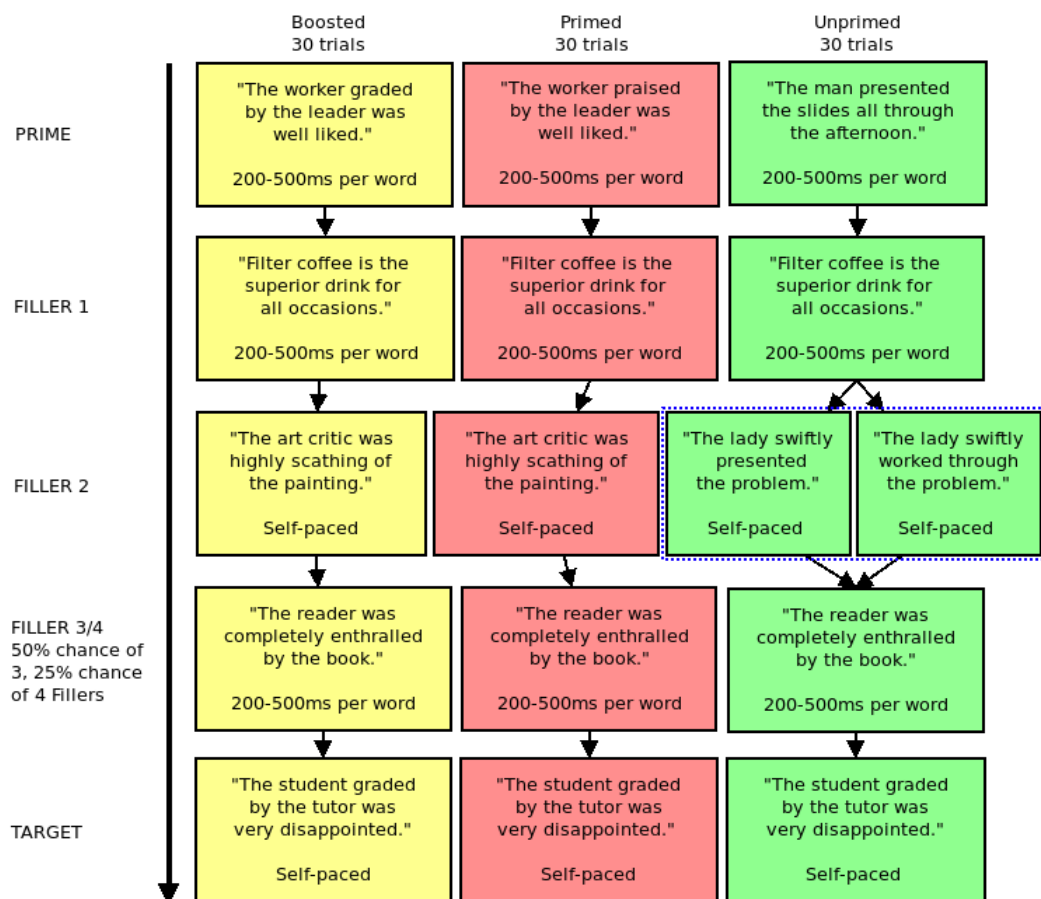 Boosted
30 trials
Primed
30 trials
Unprimed
30 trials
PRIME
"The worker graded
by the leader was
well liked."
200-500ms per word
"The worker praised
by the leader was
well liked."
200-500ms per word
"The man presented
the slides all through
the afternoon."
200-500ms per word
FILLER 1
"Filter coffee is the
superior drink for
all occasions."
200-500ms per word
"Filter coffee is the
superior drink for
all occasions."
200-500ms per word
"Filter coffee is the
superior drink for
all occasions."
200-500ms per word
FILLER 2
"The art critic was
highly scathing of
the painting."
Self-paced
"The art critic was
highly scathing of
the painting."
Self-paced
"The lady swiftly
presented
the problem."
Self-paced
"The lady swiftly
worked through
the problem."
Self-paced
FILLER 3/4
50% chance of
3, 25% chance
of 4 Fillers
"The reader was
completely enthralled
by the book."
200-500ms per word
"The reader was
completely enthralled
by the book."
200-500ms per word
"The reader was
completely enthralled
by the book."
200-500ms per word
TARGET
"The student graded
by the tutor was
very disappointed."
Self-paced
"The student graded
by the tutor was
very disappointed."
Self-paced
"The student graded
by the tutor was
very disappointed."
Self-paced